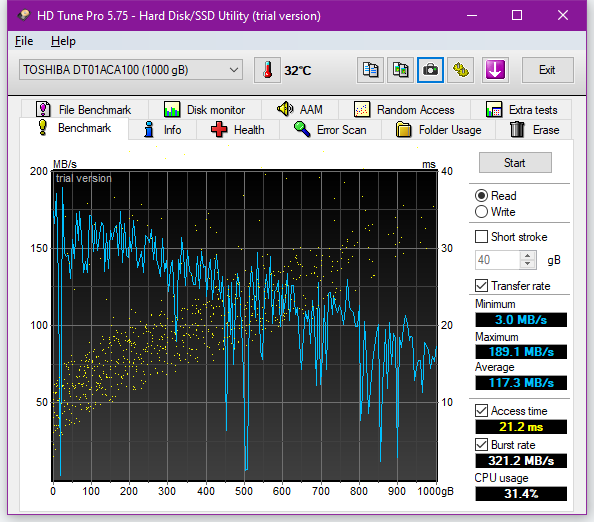 HD Tune Pro 5.75 - Hard Disk/SSD Utility (trial version)
File Help
TOSHIBA DT01ACA100 (1000 gB) 32°C Exit
File Benchmark Disk monitor AAM Random Access Extra tests
Benchmark Info Health Error Scan Folder Usage Erase
MB/s ms
trial version
200 40
150 30
100 20
50 10
0 100 200 300 400 500 600 700 800 900 1000gB
Start
Read
Write
Short stroke
40 gB
Transfer rate
Minimum
3.0 MB/s
Maximum
189.1 MB/s
Average
117.3 MB/s
Access time
21.2 ms
Burst rate
321.2 MB/s
CPU usage
31.4%